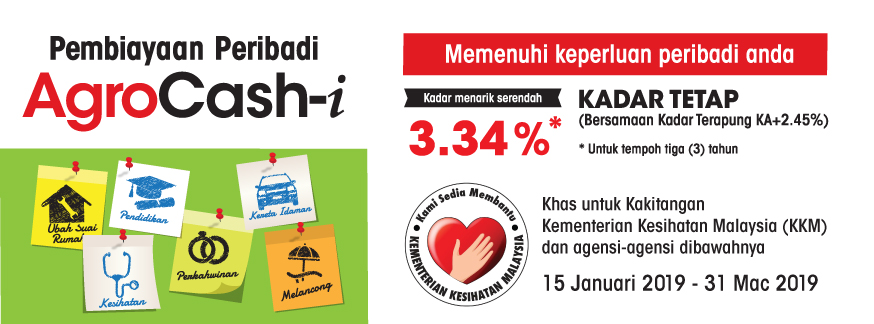 Pembiayaan Peribadi
AgroCash-i
Ubah Suai
Rumah
Pendidikan
Kereta Idaman
Kesihatan
Perkahwinan
Melancong
Memenuhi keperluan peribadi anda
Kadar menarik serendah
3.34%*
KADAR TETAP
(Bersamaan Kadar Terapung KA+2.45%)
* Untuk tempoh tiga (3) tahun
Kami Sedia Membantu
KEMENTERIAN KESIHATAN MALAYSIA
Khas untuk Kakitangan
Kementerian Kesihatan Malaysia (KKM)
dan agensi-agensi dibawahnya
15 Januari 2019 - 31 Mac 2019